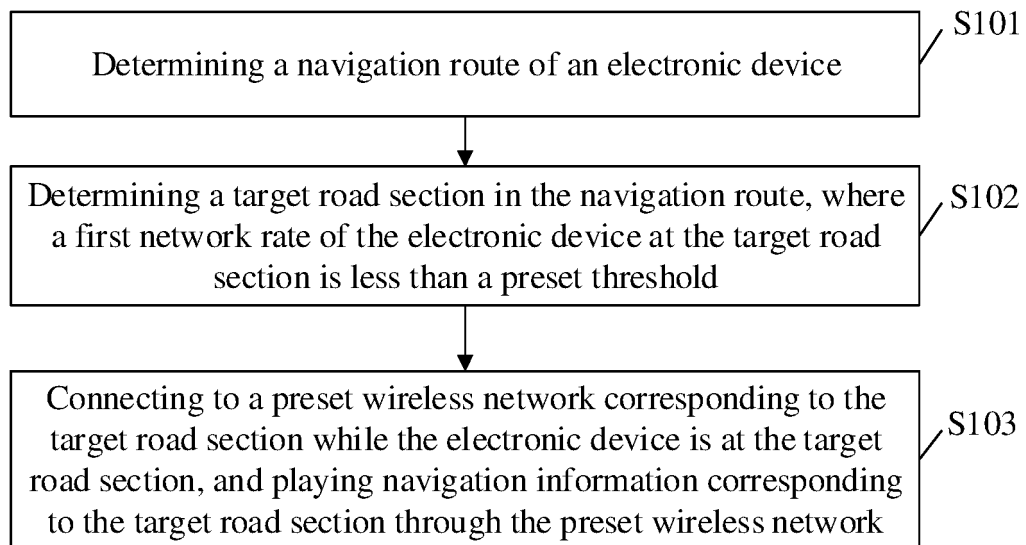 S101
Determining a navigation route of an electronic device
S102
Determining a target road section in the navigation route, where
a first network rate of the electronic device at the target road
section is less than a preset threshold
S103
Connecting to a preset wireless network corresponding to the
target road section while the electronic device is at the target
road section, and playing navigation information corresponding
to the target road section through the preset wireless network